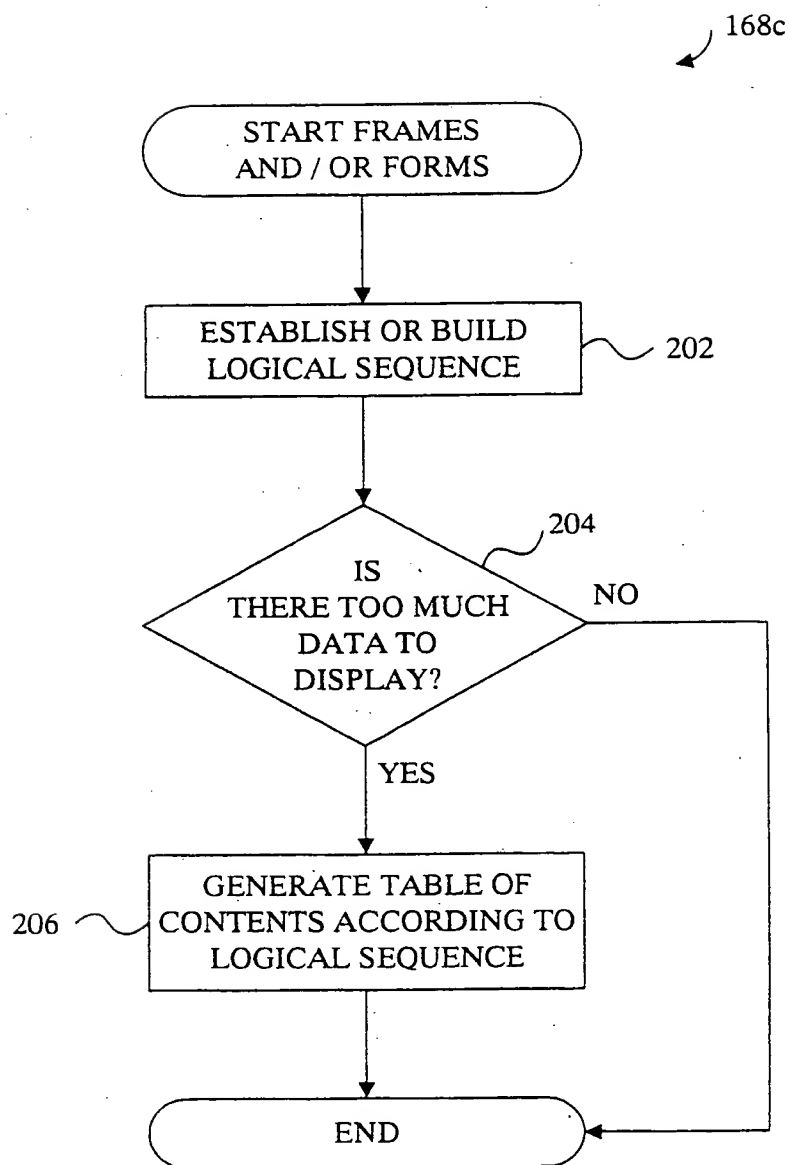 168c
START FRAMES
AND / OR FORMS
ESTABLISH OR BUILD
LOGICAL SEQUENCE
202
204
IS
THERE TOO MUCH
DATA TO
DISPLAY?
NO
YES
GENERATE TABLE OF
CONTENTS ACCORDING TO
LOGICAL SEQUENCE
206
END